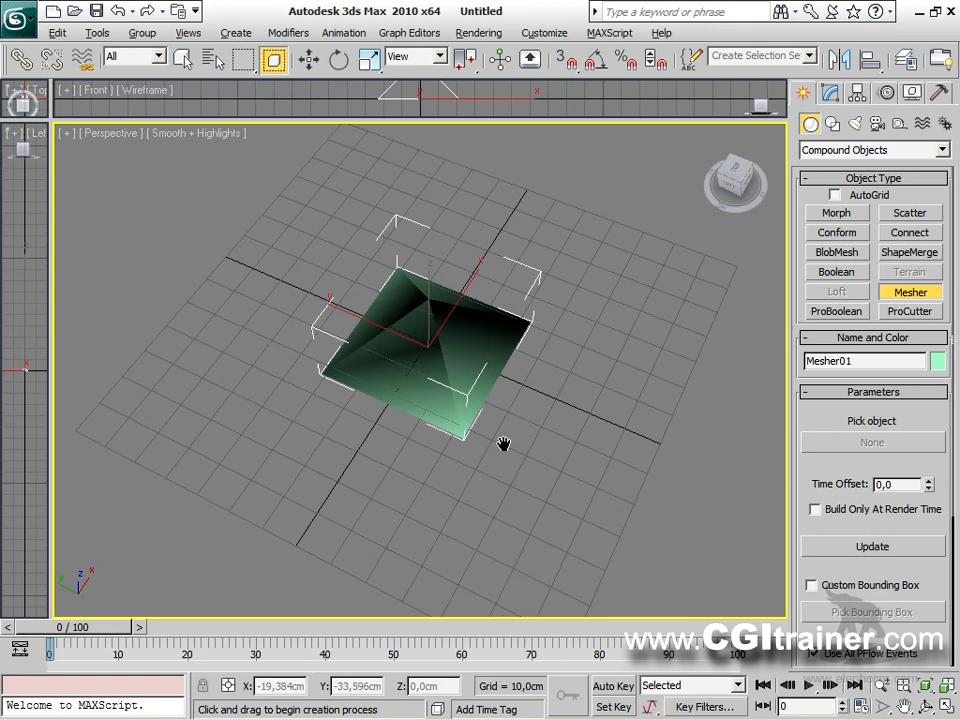 Autodesk 3ds Max 2010 x64 Untitled
Type a keyword or phrase
Edit Tools Group Views Create Modifiers Animation Graph Editors Rendering Customize MAXScript Help
All
View
3
ABC
Create Selection Se
[ + ] [ Front ] [ Wireframe ]
[ + ] [ Perspective ] [ Smooth + Highlights ]
TOP
Compound Objects
Object Type
AutoGrid
Morph Scatter
Conform Connect
BlobMesh ShapeMerge
Boolean Terrain
Loft Mesher
ProBoolean ProCutter
Name and Color
Mesher01
Parameters
Pick object
None
Time Offset: 0,0
Build Only At Render Time
Update
Custom Bounding Box
Pick Bounding Box
Use All PFlow Events
www.CGItrainer.com
0 / 100
0 10 20 30 40 50 60 70 80 90 100
X: -19,384cm Y: -33,596cm Z: 0,0cm Grid = 10,0cm
Auto Key Selected
Welcome to MAXScript.
Click and drag to begin creation process
Add Time Tag
Set Key Key Filters...
0